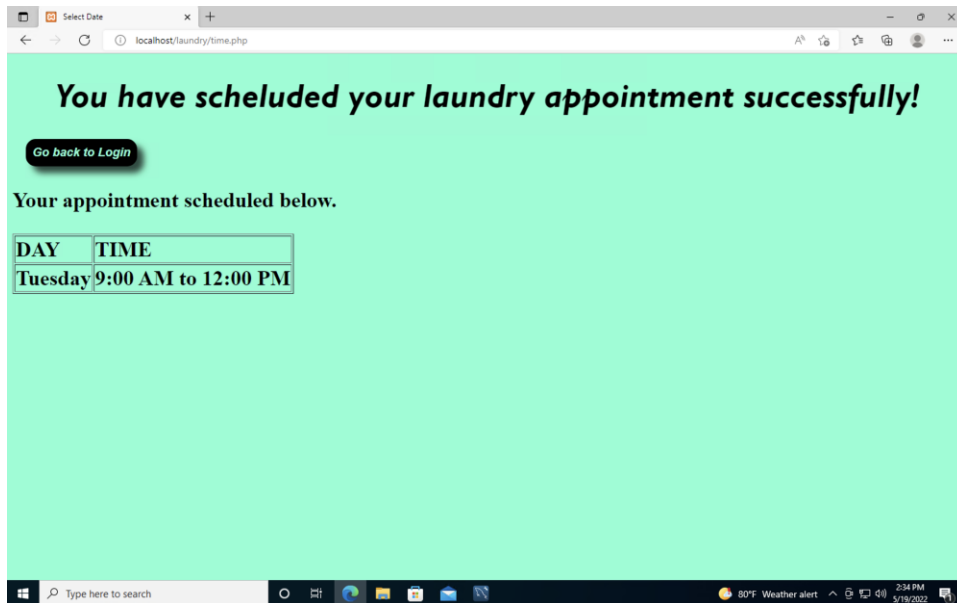 Select Date
localhost/laundry/time.php
You have scheluded your laundry appointment successfully!
Go back to Login
Your appointment scheduled below.
DAY TIME
Tuesday 9:00 AM to 12:00 PM
Type here to search
80°F Weather alert
2:34 PM
5/19/2022